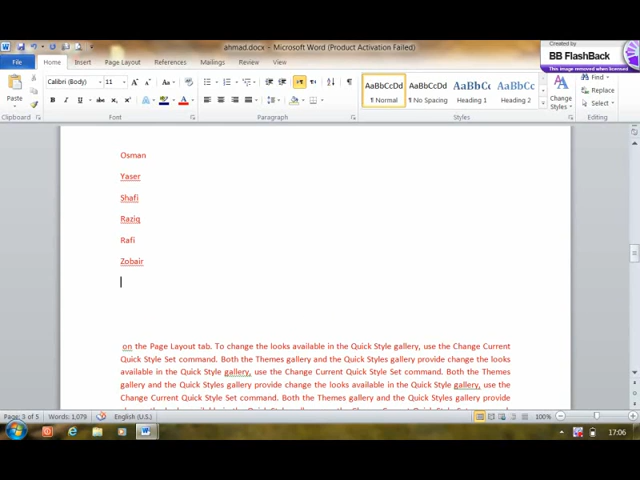 ahmad.docx - Microsoft Word (Product Activation Failed)
Created by
BB FlashBack
This image removed when licensed
File Home Insert Page Layout References Mailings Review View
Paste
Calibri (Body) 11
AaBbCcDd AaBbCcDd AaBbCc AaBbCc
¶ Normal ¶ No Spacing Heading 1 Heading 2
Change Styles
Find
Replace
Select
Clipboard Font Paragraph Styles Editing
Osman
Yaser
Shafi
Raziq
Rafi
Zobair
on the Page Layout tab. To change the looks available in the Quick Style gallery, use the Change Current
Quick Style Set command. Both the Themes gallery and the Quick Styles gallery provide change the looks
available in the Quick Style gallery, use the Change Current Quick Style Set command. Both the Themes
gallery and the Quick Styles gallery provide change the looks available in the Quick Style gallery, use the
Change Current Quick Style Set command. Both the Themes gallery and the Quick Styles gallery provide
Page: 3 of 5 Words: 1,079 English (U.S.) 100%
17:06